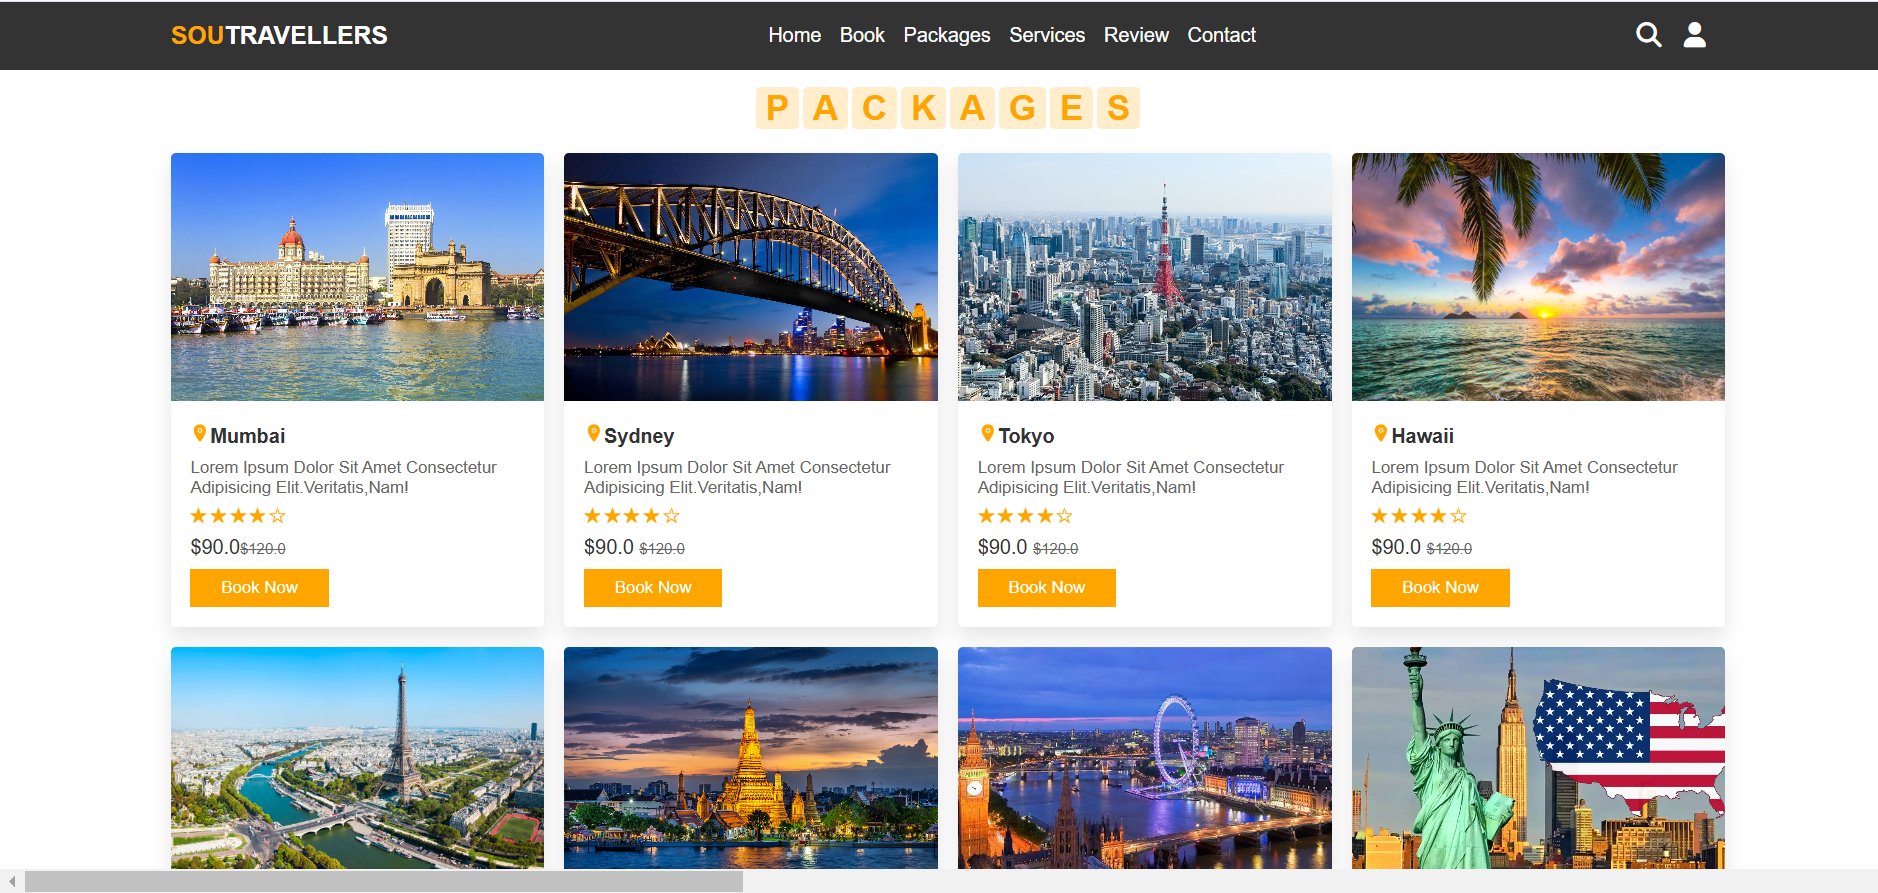 SOUTRAVELLERS
Home Book Packages Services Review Contact
PACKAGES
Mumbai
Lorem Ipsum Dolor Sit Amet Consectetur
Adipisicing Elit.Veritatis,Nam!
$90.0$120.0
Book Now
Sydney
Lorem Ipsum Dolor Sit Amet Consectetur
Adipisicing Elit.Veritatis,Nam!
$90.0 $120.0
Book Now
Tokyo
Lorem Ipsum Dolor Sit Amet Consectetur
Adipisicing Elit.Veritatis,Nam!
$90.0 $120.0
Book Now
Hawaii
Lorem Ipsum Dolor Sit Amet Consectetur
Adipisicing Elit.Veritatis,Nam!
$90.0 $120.0
Book Now